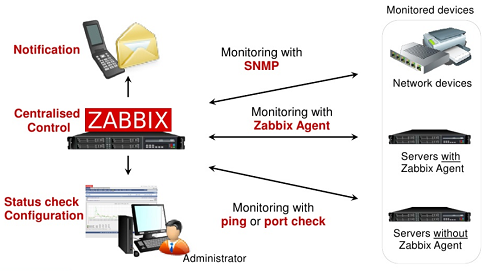 Monitored devices
Notification
Monitoring with
SNMP
Network devices
Centralised
Control
ZABBIX
Monitoring with
Zabbix Agent
Servers with
Zabbix Agent
Status check
Configuration
Monitoring with
ping or port check
Administrator
Servers without
Zabbix Agent